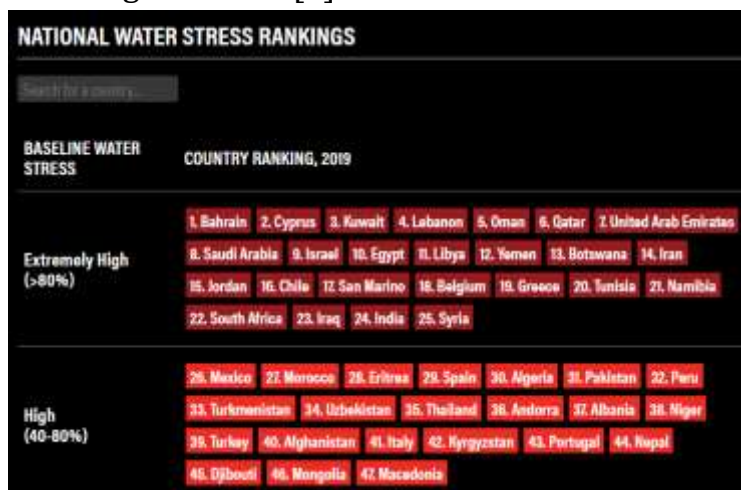 NATIONAL WATER STRESS RANKINGS
Search for a country...
BASELINE WATER STRESS
COUNTRY RANKING, 2019
Extremely High (>80%)
1. Bahrain 2. Cyprus 3. Kuwait 4. Lebanon 5. Oman 6. Qatar 7. United Arab Emirates
8. Saudi Arabia 9. Israel 10. Egypt 11. Libya 12. Yemen 13. Botswana 14. Iran
15. Jordan 16. Chile 17. San Marino 18. Belgium 19. Greece 20. Tunisia 21. Namibia
22. South Africa 23. Iraq 24. India 25. Syria
High (40-80%)
26. Mexico 27. Morocco 28. Eritrea 29. Spain 30. Algeria 31. Pakistan 32. Peru
33. Turkmenistan 34. Uzbekistan 35. Thailand 36. Andorra 37. Albania 38. Niger
39. Turkey 40. Afghanistan 41. Italy 42. Kyrgyzstan 43. Portugal 44. Nepal
45. Djibouti 46. Mongolia 47. Macedonia